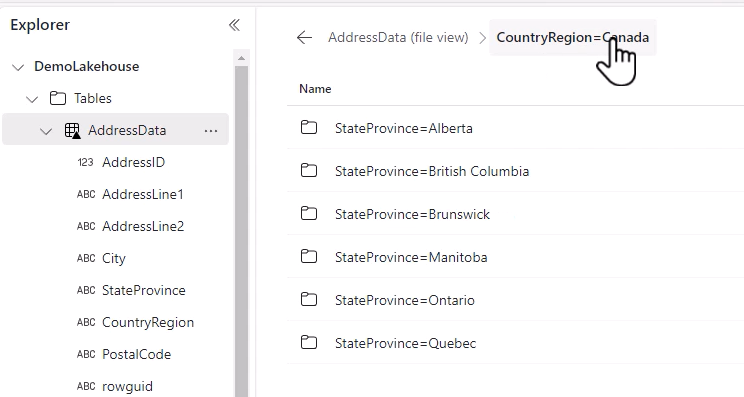 Explorer
DemoLakehouse
Tables
AddressData ...
123 AddressID
ABC AddressLine1
ABC AddressLine2
ABC City
ABC StateProvince
ABC CountryRegion
ABC PostalCode
ABC rowguid
AddressData (file view) > CountryRegion=Canada
Name
StateProvince=Alberta
StateProvince=British Columbia
StateProvince=Brunswick
StateProvince=Manitoba
StateProvince=Ontario
StateProvince=Quebec